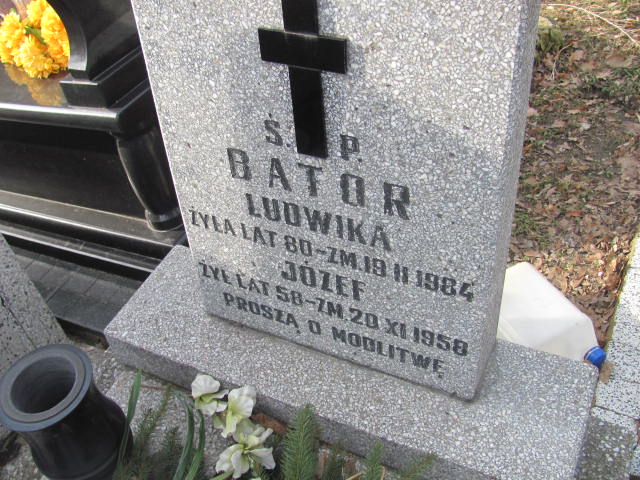 Ś. P.
BATOR
LUDWIKA
ŻYŁA LAT 80-ZM.19 II 1984
JÓZEF
ŻYŁ LAT 58-ZM.20 XI 1958
PROSZĄ O MODLITWĘ